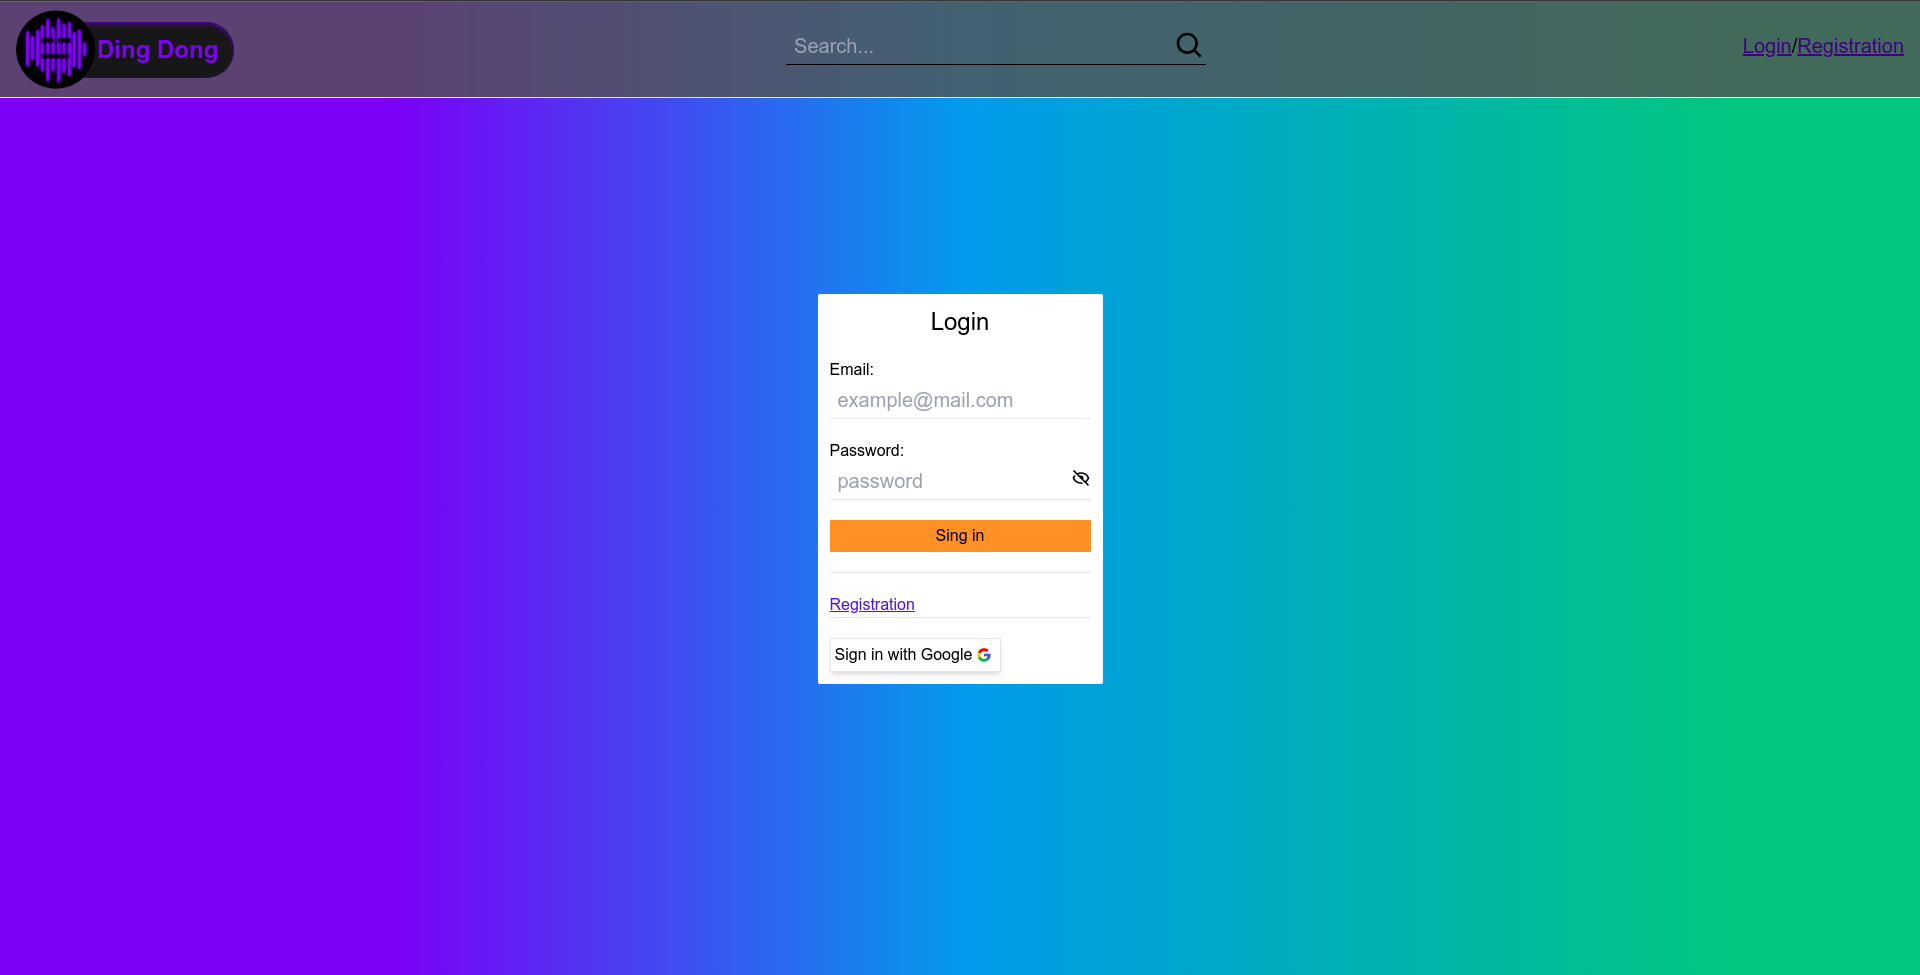 Ding Dong
Search...
Login/Registration
Login
Email:
example@mail.com
Password:
password
Sing in
Registration
Sign in with Google